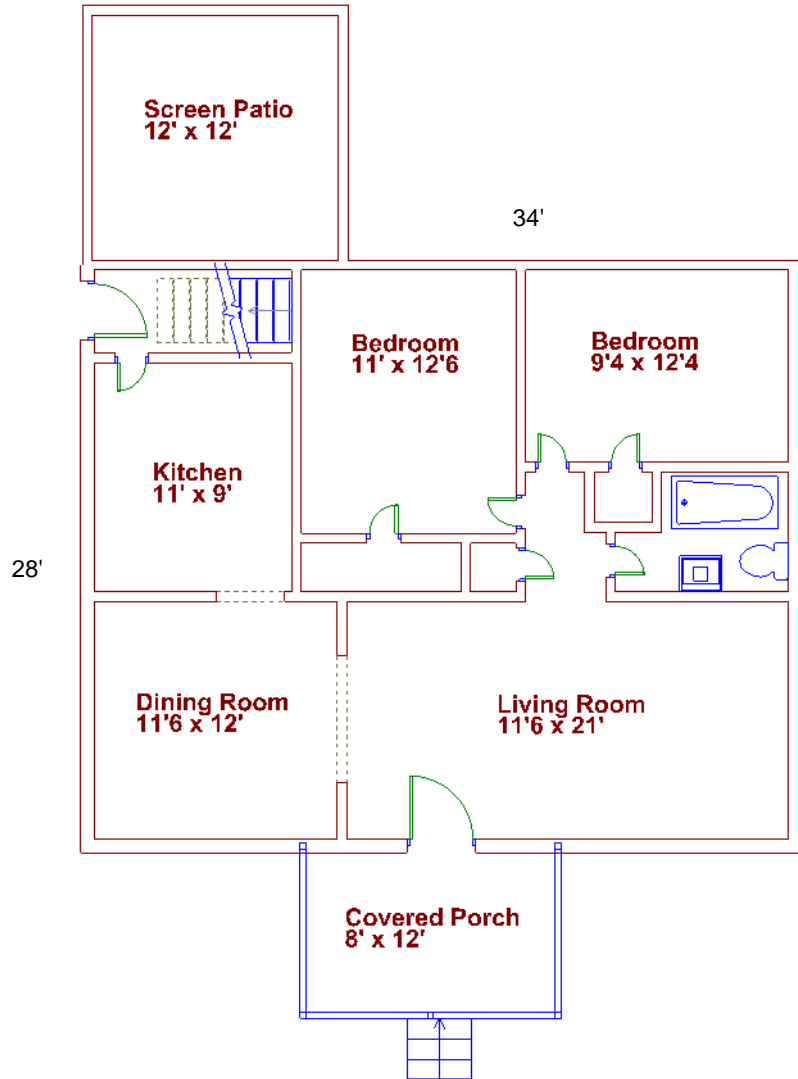 Screen Patio
12' x 12'
34'
Bedroom
11' x 12'6
Bedroom
9'4 x 12'4
Kitchen
11' x 9'
28'
Dining Room
11'6 x 12'
Living Room
11'6 x 21'
Covered Porch
8' x 12'